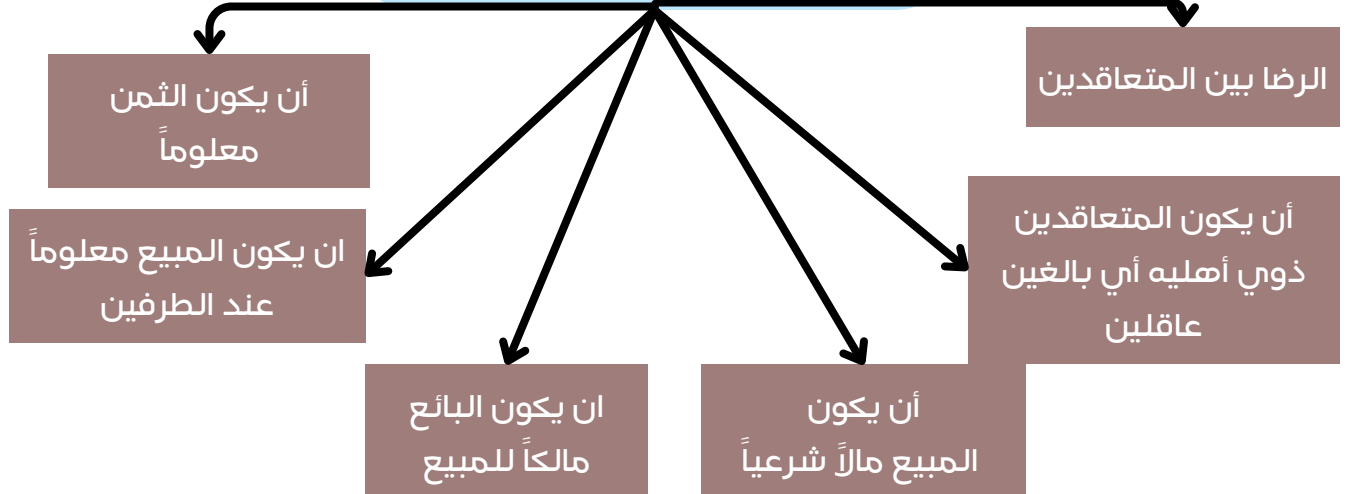 الرضا بين المتعاقدين
أن يكون المتعاقدين
ذوي أهليه أي بالغين
عاقلين
أن يكون
المبيع مالاً شرعياً
ان يكون البائع
مالكاً للمبيع
ان يكون المبيع معلوماً
عند الطرفين
أن يكون الثمن
معلوماً